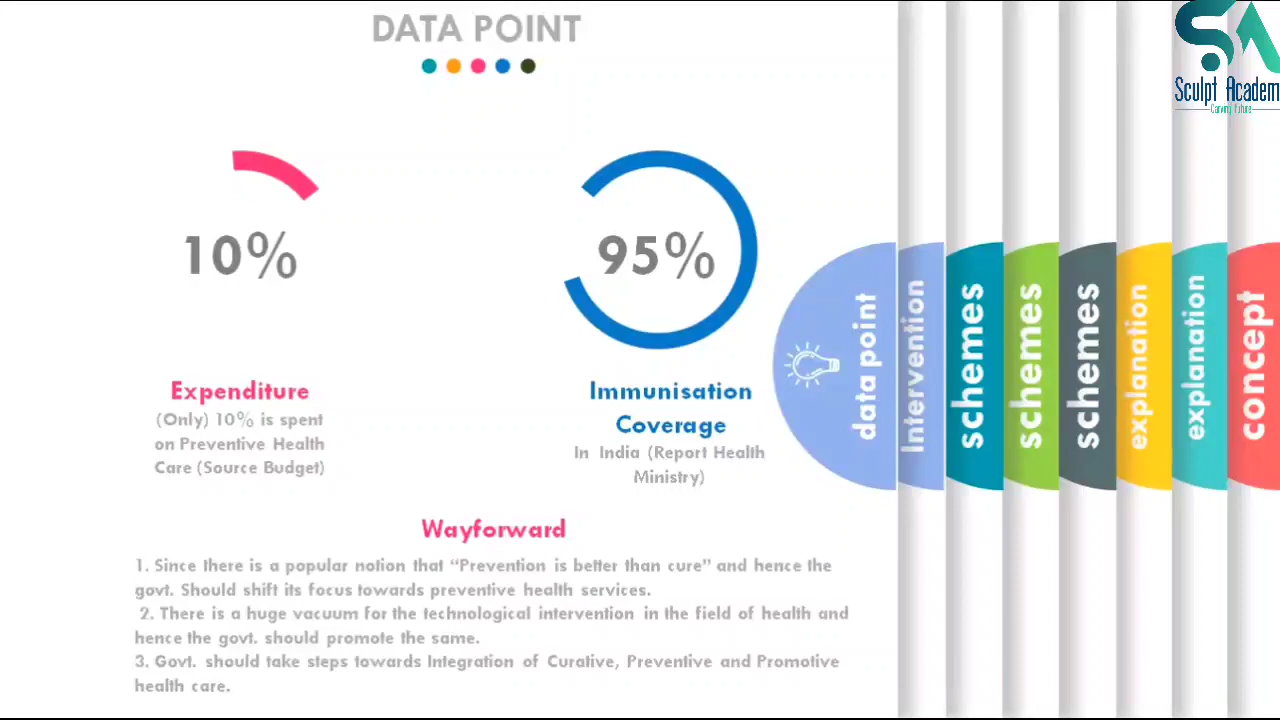 DATA POINT
Sculpt Academ
Carving Future
10%
95%
Expenditure
(Only) 10% is spent
on Preventive Health
Care (Source Budget)
Immunisation
Coverage
In India (Report Health
Ministry)
data point
Intervention
schemes
schemes
schemes
explanation
explanation
concept
Wayforward
1. Since there is a popular notion that “Prevention is better than cure” and hence the
govt. Should shift its focus towards preventive health services.
2. There is a huge vacuum for the technological intervention in the field of health and
hence the govt. should promote the same.
3. Govt. should take steps towards Integration of Curative, Preventive and Promotive
health care.